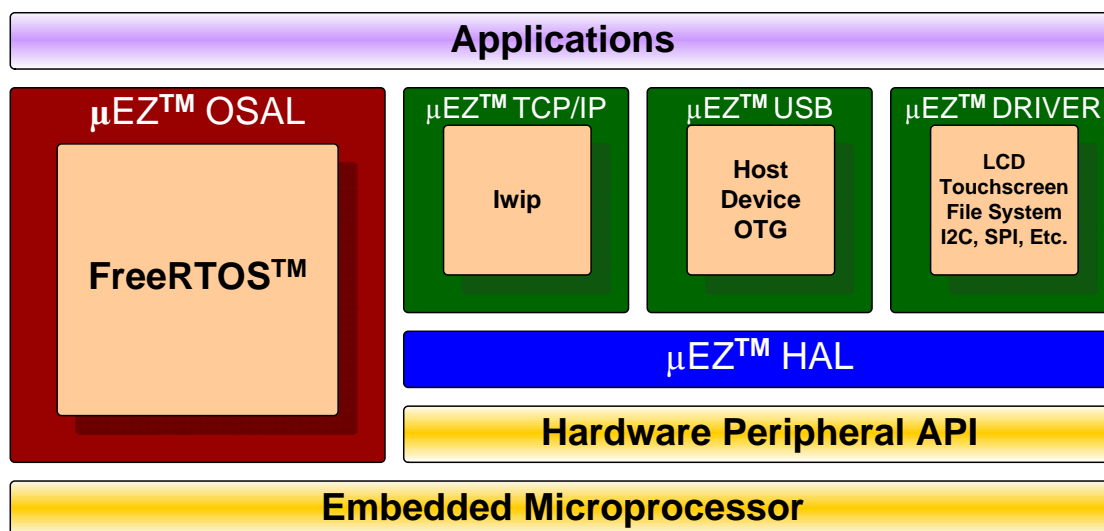 Applications
µEZ™ OSAL
FreeRTOS™
µEZ™ TCP/IP
lwip
µEZ™ USB
Host
Device
OTG
µEZ™ DRIVER
LCD
Touchscreen
File System
I2C, SPI, Etc.
µEZ™ HAL
Hardware Peripheral API
Embedded Microprocessor